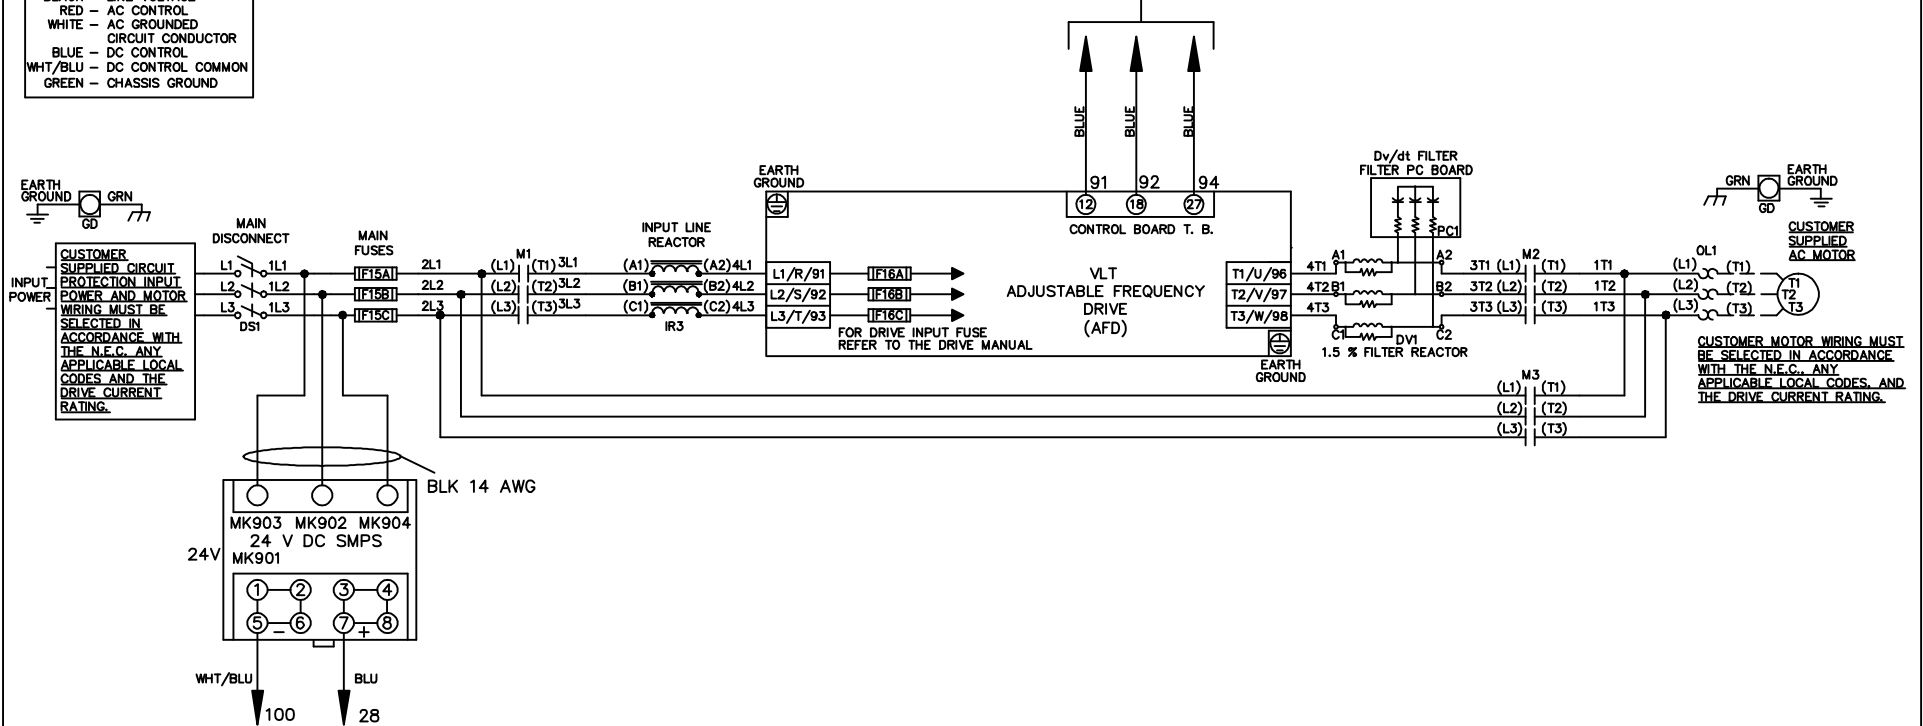 RED – AC CONTROL
WHITE – AC GROUNDED
CIRCUIT CONDUCTOR
BLUE – DC CONTROL
WHT/BLU – DC CONTROL COMMON
GREEN – CHASSIS GROUND
BLUE
BLUE
BLUE
91
92
94
12
18
27
CONTROL BOARD T. B.
EARTH
GROUND
GRN
GD
CUSTOMER
SUPPLIED CIRCUIT
PROTECTION INPUT
POWER AND MOTOR
WIRING MUST BE
SELECTED IN
ACCORDANCE WITH
THE N.E.C. ANY
APPLICABLE LOCAL
CODES AND THE
DRIVE CURRENT
RATING.
INPUT
POWER
MAIN
DISCONNECT
L1
L2
L3
DS1
1L1
1L2
1L3
MAIN
FUSES
F15A
F15B
F15C
2L1
2L2
2L3
M1
(L1)
(L2)
(L3)
(T1)
(T2)
(T3)
3L1
3L2
3L3
INPUT LINE
REACTOR
(A1)
(B1)
(C1)
(A2)
(B2)
(C2)
IR3
4L1
4L2
4L3
EARTH
GROUND
L1/R/91
L2/S/92
L3/T/93
F16A
F16B
F16C
FOR DRIVE INPUT FUSE
REFER TO THE DRIVE MANUAL
VLT
ADJUSTABLE FREQUENCY
DRIVE
(AFD)
T1/U/96
T2/V/97
T3/W/98
EARTH
GROUND
4T1
4T2
4T3
Dv/dt FILTER
FILTER PC BOARD
PC1
A1
B1
C1
A2
B2
C2
DV1
1.5 % FILTER REACTOR
3T1
3T2
3T3
M2
(L1)
(L2)
(L3)
(T1)
(T2)
(T3)
1T1
1T2
1T3
M3
(L1)
(L2)
(L3)
(T1)
(T2)
(T3)
OL1
(L1)
(L2)
(L3)
(T1)
(T2)
(T3)
T1
T2
T3
GRN
EARTH
GROUND
GD
CUSTOMER
SUPPLIED
AC MOTOR
CUSTOMER MOTOR WIRING MUST
BE SELECTED IN ACCORDANCE
WITH THE N.E.C., ANY
APPLICABLE LOCAL CODES, AND
THE DRIVE CURRENT RATING.
BLK 14 AWG
MK903 MK902 MK904
24 V DC SMPS
24V
MK901
1
2
3
4
5
6
7
8
–
+
WHT/BLU
BLU
100
28